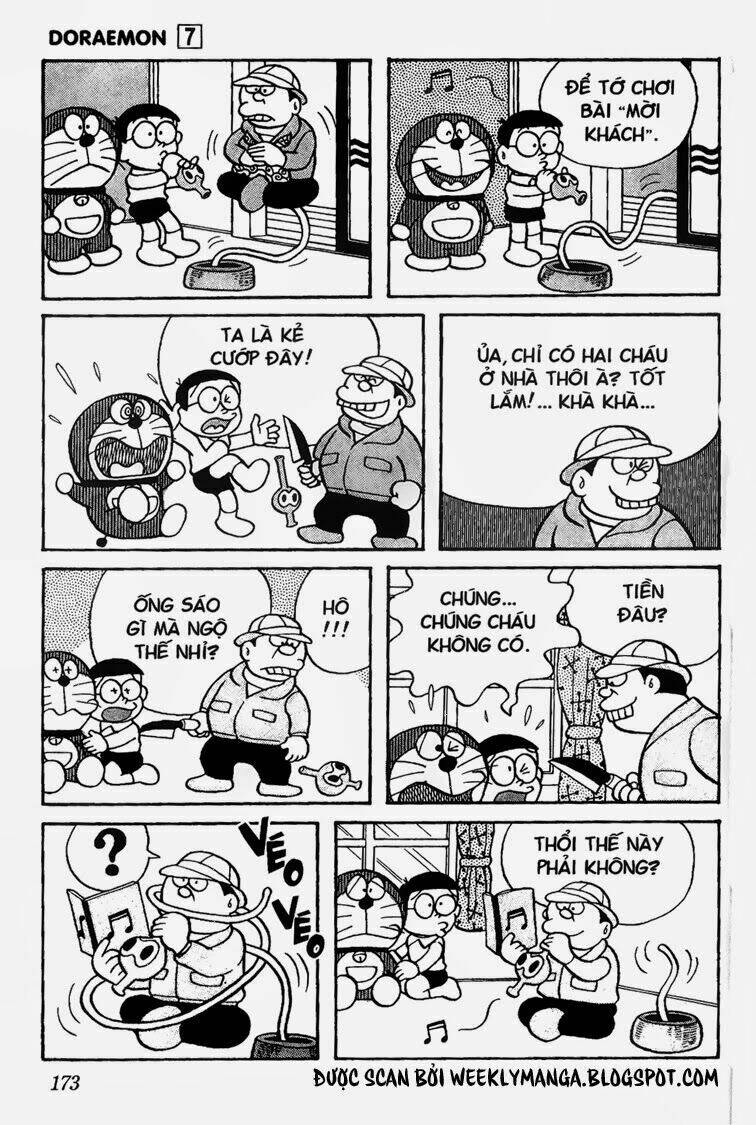 DORAEMON 7
ĐỂ TỚ CHƠI
BÀI "MỜI
KHÁCH".
ỦA, CHỈ CÓ HAI CHÁU
Ở NHÀ THÔI À? TỐT
LẮM!... KHÀ KHÀ...
TA LÀ KẺ
CƯỚP ĐÂY!
TIỀN
ĐÂU?
CHÚNG...
CHÚNG CHÁU
KHÔNG CÓ.
HÔ
!!!
ỐNG SÁO
GÌ MÀ NGỘ
THẾ NHỈ?
THỔI THẾ NÀY
PHẢI KHÔNG?
?
VÉO
VÉO
173
ĐƯỢC SCAN BỞI WEEKLYMANGA.BLOGSPOT.COM